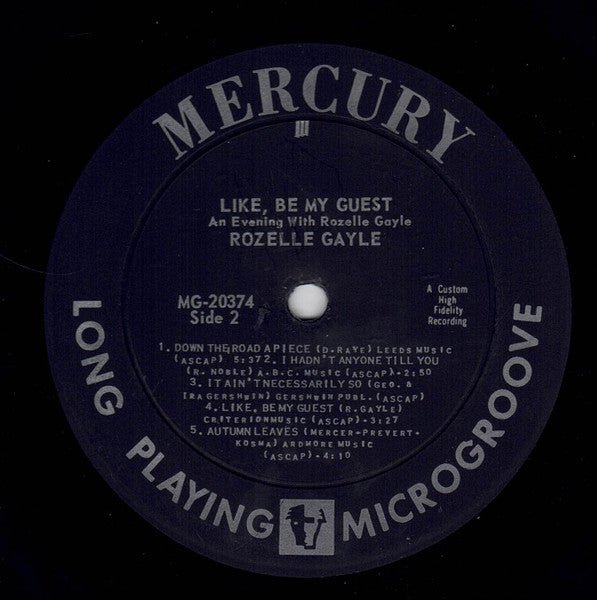 MERCURY
LIKE, BE MY GUEST
An Evening With Rozelle Gayle
ROZELLE GAYLE
MG-20374
Side 2
A Custom
High
Fidelity
Recording
1. DOWN THE ROAD A PIECE (D. RAYE) LEEDS MUSIC
(ASCAP) 5:37 2. I HADN'T ANYONE TILL YOU
(R. NOBLE) A.B.C. MUSIC (ASCAP)-2:50
3. IT AIN'T NECESSARILY SO (GEO. &
IRA GERSHWIN) GERSHWIN PUBL. (ASCAP)
4. LIKE, BE MY GUEST (R. GAYLE)
CRITERION MUSIC (ASCAP)-3:27
5. AUTUMN LEAVES (MERCER-PREVERT-
KOSMA) ARDMORE MUSIC
(ASCAP)-4:10
LONG PLAYING MICROGROOVE